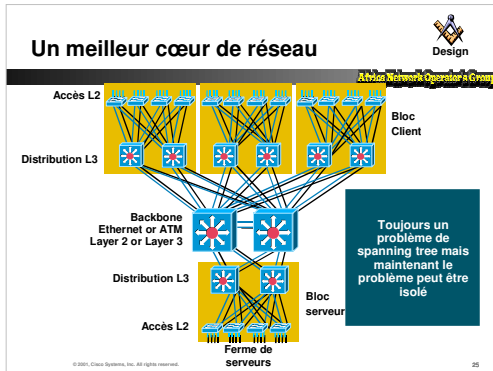 Un meilleur cœur de réseau
Design
Africa Network Operator's Group
Accès L2
Bloc
Client
Distribution L3
Backbone
Ethernet or ATM
Layer 2 or Layer 3
Toujours un
problème de
spanning tree mais
maintenant le
problème peut être
isolé
Distribution L3
Bloc
serveur
Accès L2
Ferme de
serveurs
© 2001, Cisco Systems, Inc. All rights reserved.
25